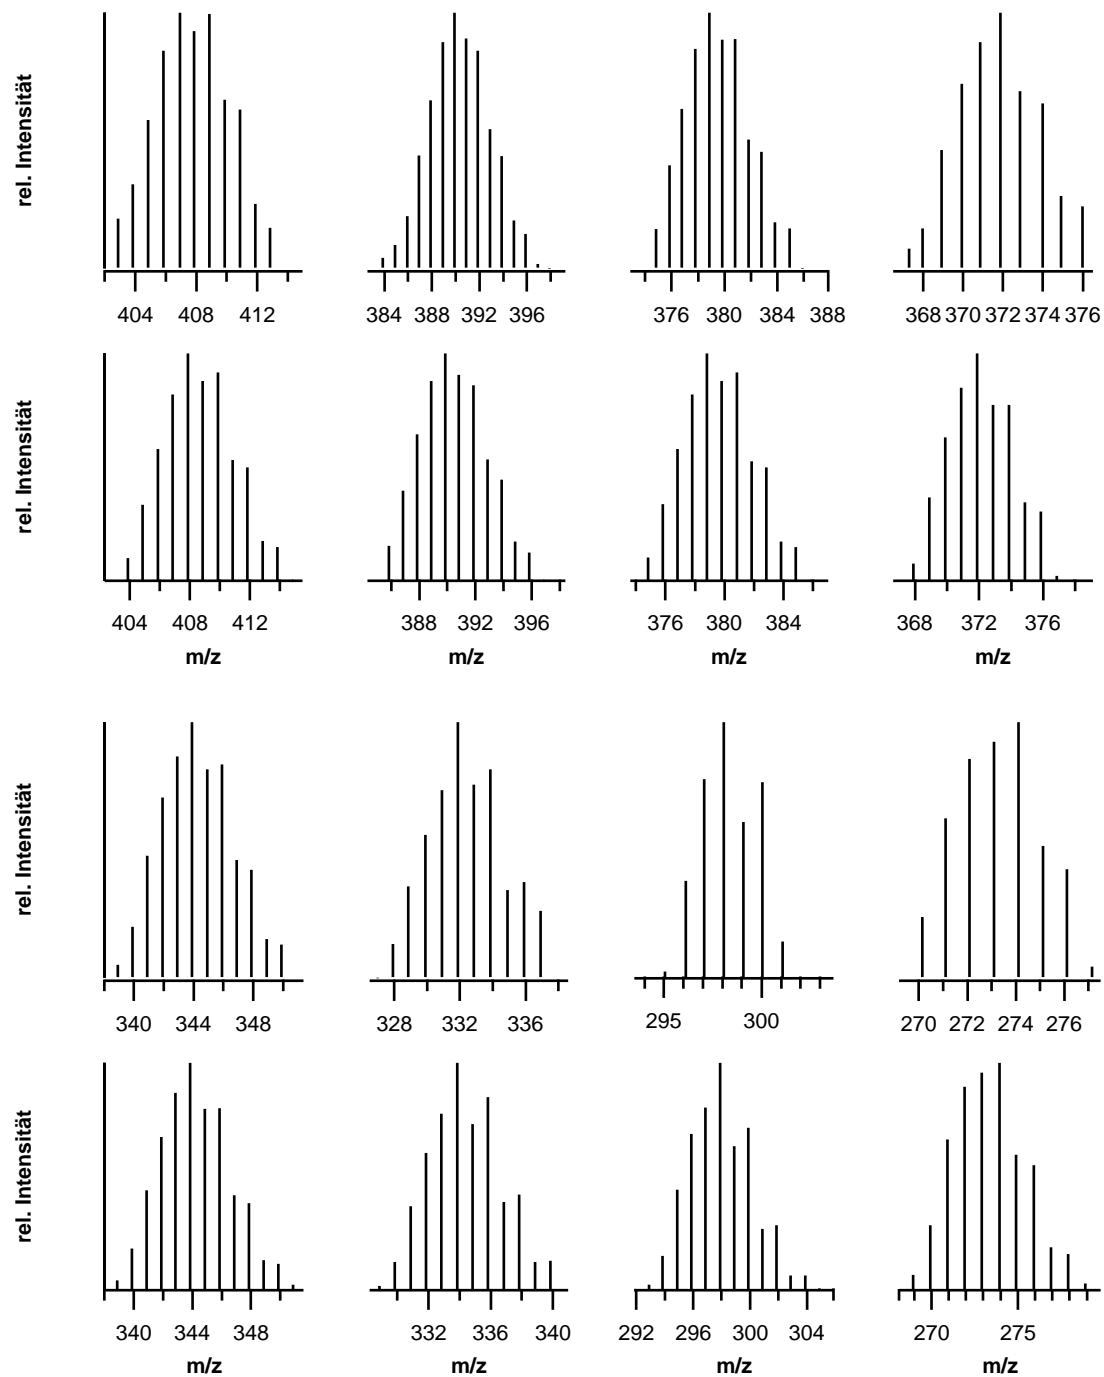 rel. Intensität
404 408 412
384 388 392 396
376 380 384 388
368 370 372 374 376
rel. Intensität
404 408 412
388 392 396
376 380 384
368 372 376
m/z m/z m/z m/z
rel. Intensität
340 344 348
328 332 336
295 300
270 272 274 276
rel. Intensität
340 344 348
332 336 340
292 296 300 304
270 275
m/z m/z m/z m/z